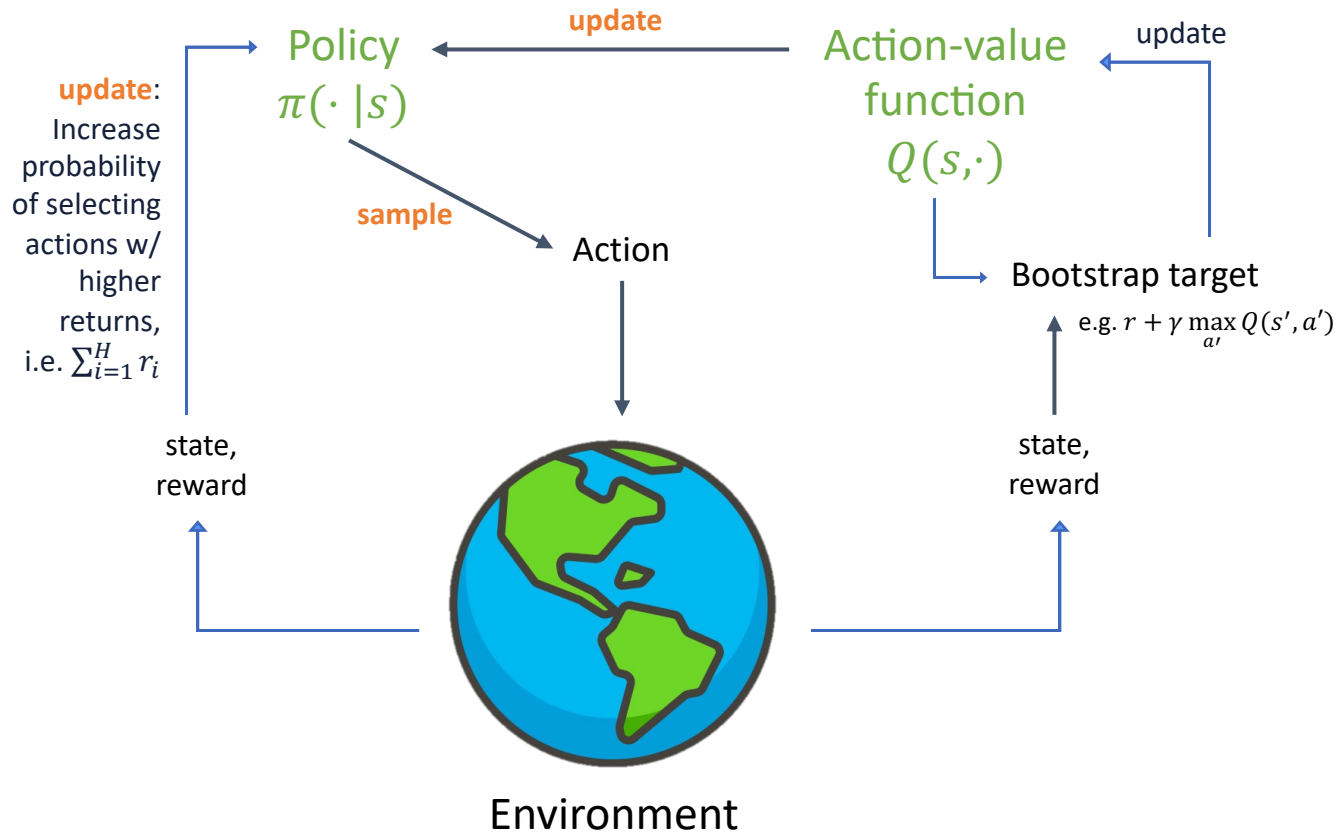 update
Policy
π(· |s)
Action-value
function
Q(s,·)
update
update:
Increase
probability
of selecting
actions w/
higher
returns,
i.e. ∑_{i=1}^{H} r_i
sample
Action
Bootstrap target
e.g. r + γ max_{a′} Q(s′, a′)
state,
reward
state,
reward
Environment